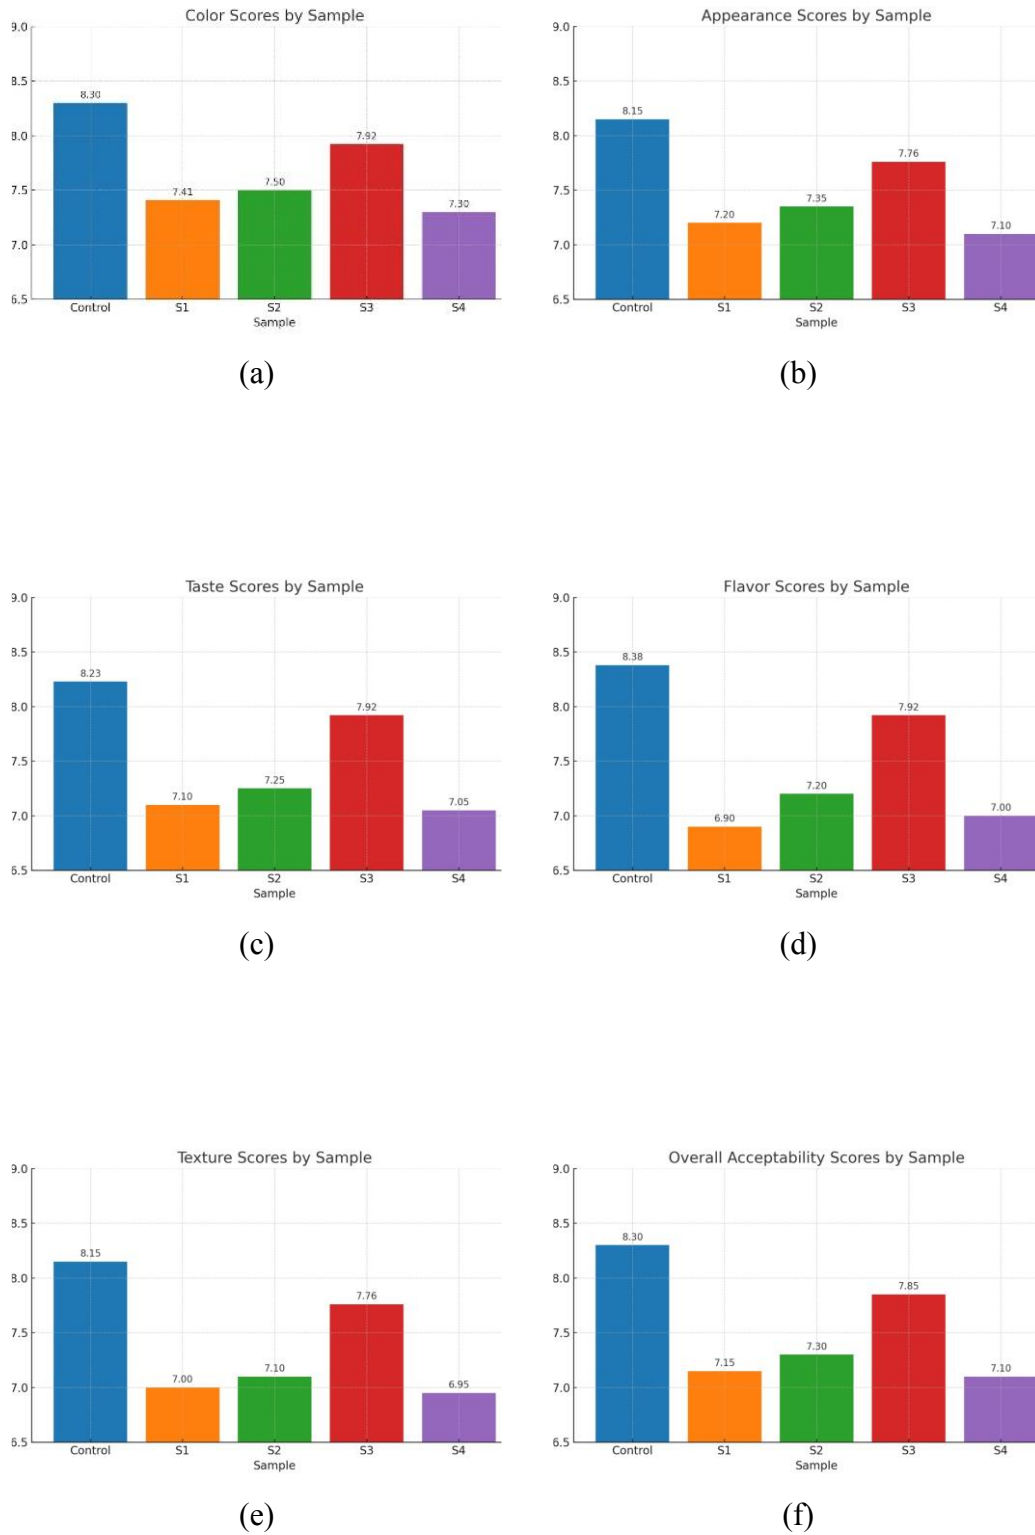 Color Scores by Sample
9.0
8.5
8.0
7.5
7.0
6.5
8.30
7.41
7.50
7.92
7.30
Control S1 S2 S3 S4
Sample
(a)
Appearance Scores by Sample
9.0
8.5
8.0
7.5
7.0
6.5
8.15
7.20
7.35
7.76
7.10
Control S1 S2 S3 S4
Sample
(b)
Taste Scores by Sample
9.0
8.5
8.0
7.5
7.0
6.5
8.23
7.10
7.25
7.92
7.05
Control S1 S2 S3 S4
Sample
(c)
Flavor Scores by Sample
9.0
8.5
8.0
7.5
7.0
6.5
8.38
6.90
7.20
7.92
7.00
Control S1 S2 S3 S4
Sample
(d)
Texture Scores by Sample
9.0
8.5
8.0
7.5
7.0
6.5
8.15
7.00
7.10
7.76
6.95
Control S1 S2 S3 S4
Sample
(e)
Overall Acceptability Scores by Sample
9.0
8.5
8.0
7.5
7.0
6.5
8.30
7.15
7.30
7.85
7.10
Control S1 S2 S3 S4
Sample
(f)